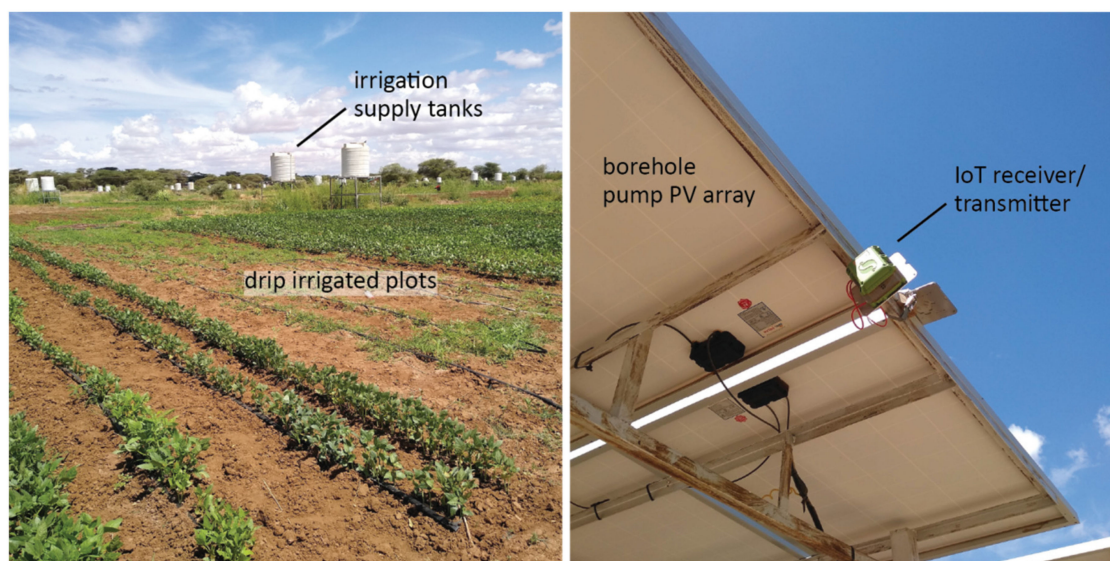 irrigation
supply tanks
drip irrigated plots
borehole
pump PV array
IoT receiver/
transmitter